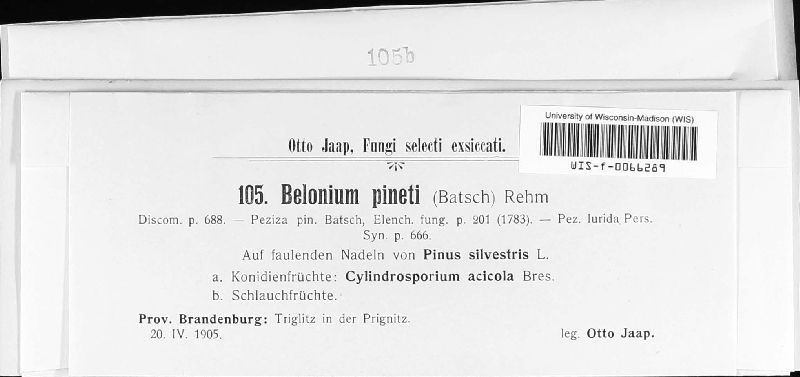 105b
University of Wisconsin-Madison (WIS)
WIS-f-0066289
Otto Jaap, Fungi selecti exsiccati.
105. Belonium pineti (Batsch) Rehm
Discom. p. 688. — Peziza pin. Batsch, Elench. fung. p. 201 (1783). — Pez. lurida Pers.
Syn. p. 666.
Auf faulenden Nadeln von Pinus silvestris L.
a. Konidienfrüchte: Cylindrosporium acicola Bres.
b. Schlauchfrüchte.
Prov. Brandenburg: Triglitz in der Prignitz.
20. IV. 1905. leg. Otto Jaap.